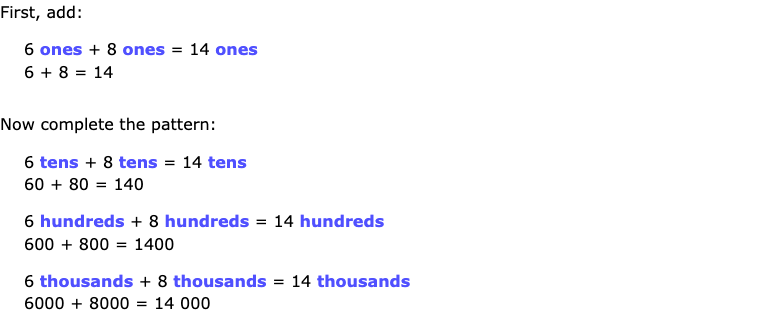 First, add:
6 ones + 8 ones = 14 ones
6 + 8 = 14
Now complete the pattern:
6 tens + 8 tens = 14 tens
60 + 80 = 140
6 hundreds + 8 hundreds = 14 hundreds
600 + 800 = 1400
6 thousands + 8 thousands = 14 thousands
6000 + 8000 = 14 000